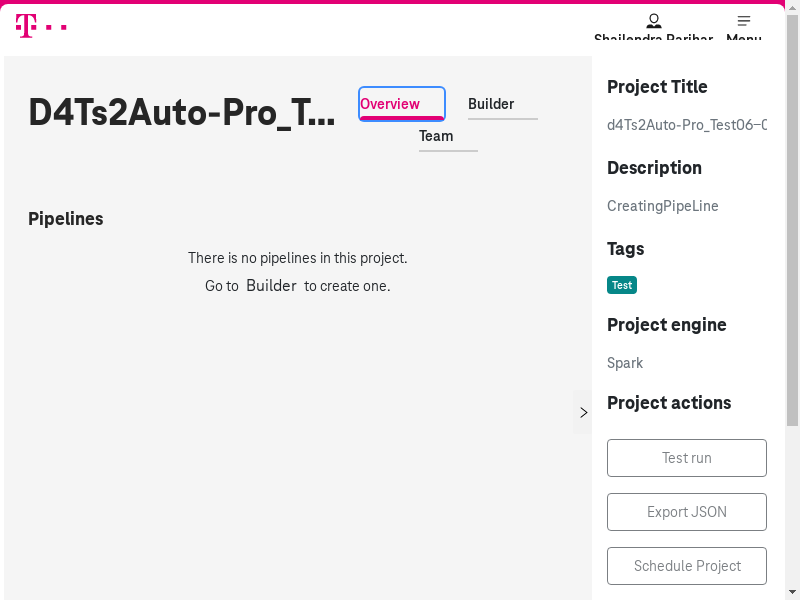 T
Shailendra Parihar
Menu
D4Ts2Auto-Pro_T...
Overview
Builder
Team
Pipelines
There is no pipelines in this project.
Go to Builder to create one.
Project Title
d4Ts2Auto-Pro_Test06-0
Description
CreatingPipeLine
Tags
Test
Project engine
Spark
Project actions
Test run
Export JSON
Schedule Project